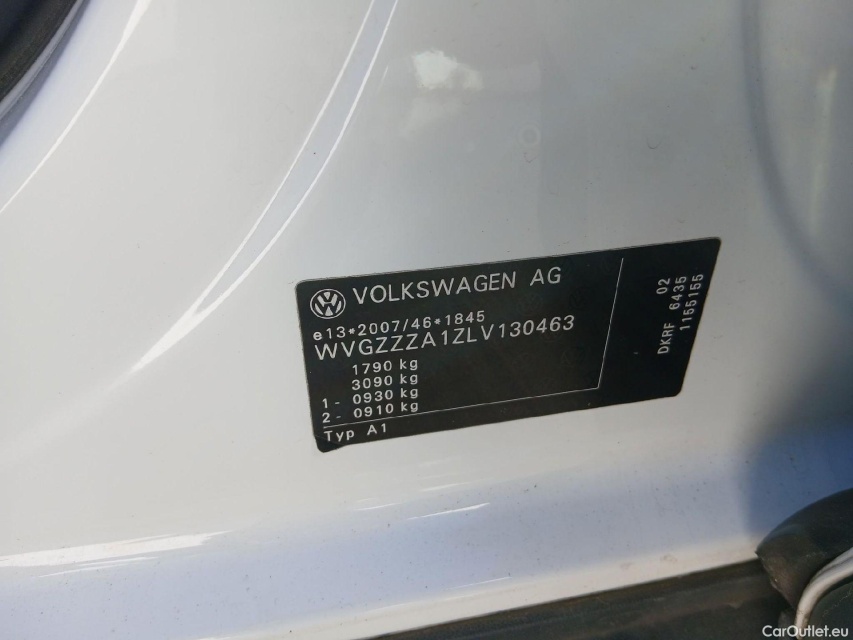 VOLKSWAGEN AG
e13*2007/46*1845
WVGZZZA1ZLV130463
1790 kg
3090 kg
1- 0930 kg
2- 0910 kg
Typ A1
02
DKRF 6435
1155155
CarOutlet.eu